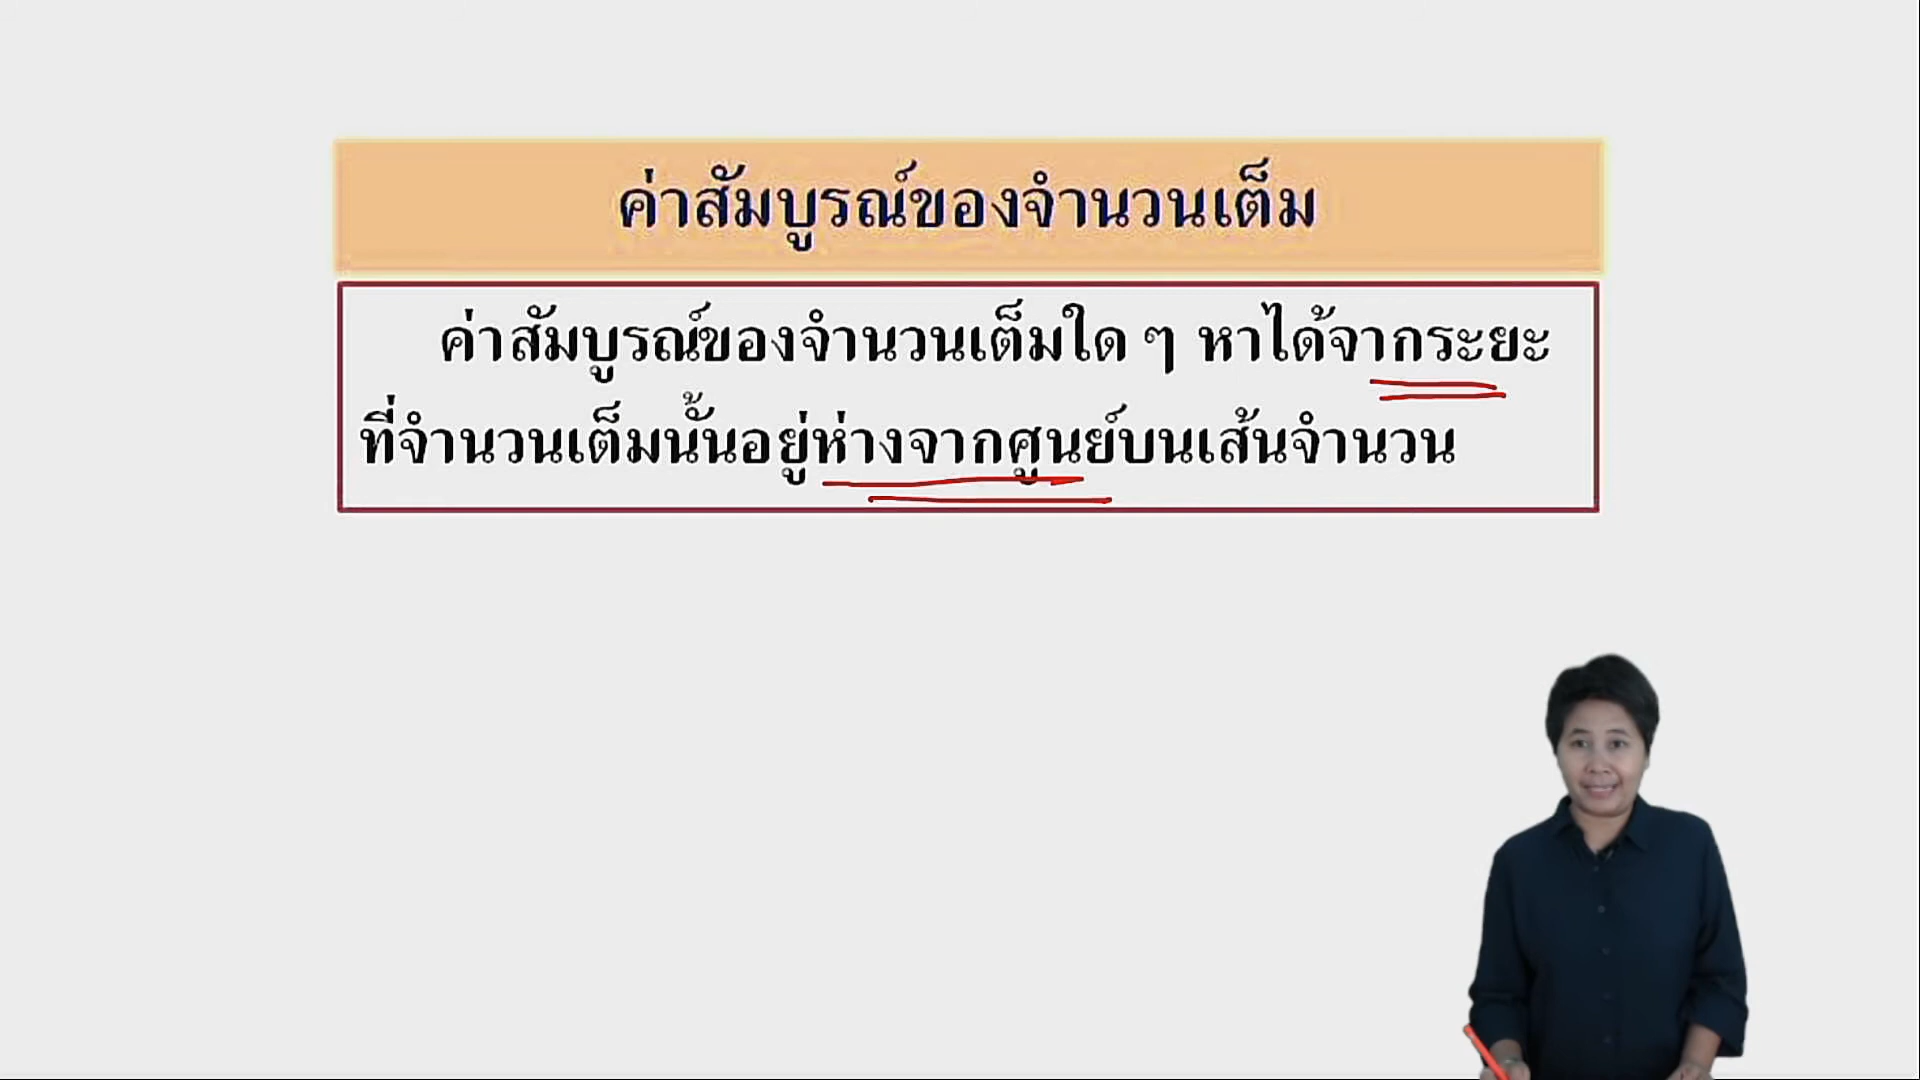 ค่าสัมบูรณ์ของจำนวนเต็ม
ค่าสัมบูรณ์ของจำนวนเต็มใด ๆ หาได้จากระยะ
ที่จำนวนเต็มนั้นอยู่ห่างจากศูนย์บนเส้นจำนวน